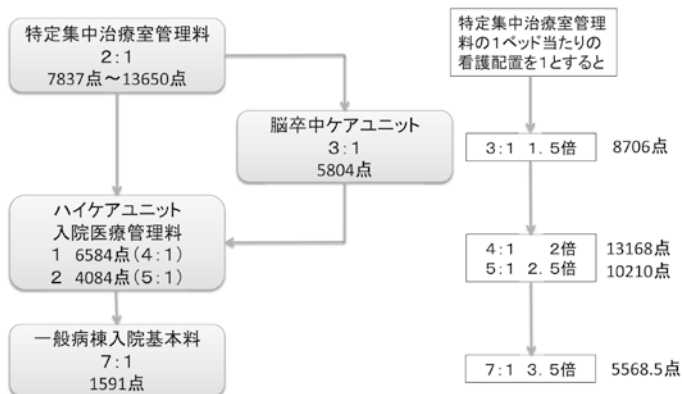 特定集中治療室管理料
2:1
7837点～13650点
脳卒中ケアユニット
3:1
5804点
ハイケアユニット
入院医療管理料
1 6584点(4:1)
2 4084点(5:1)
一般病棟入院基本料
7:1
1591点
特定集中治療室管理
料の1ベッド当たりの
看護配置を1とすると
3:1 1.5倍 8706点
4:1 2倍 13168点
5:1 2.5倍 10210点
7:1 3.5倍 5568.5点